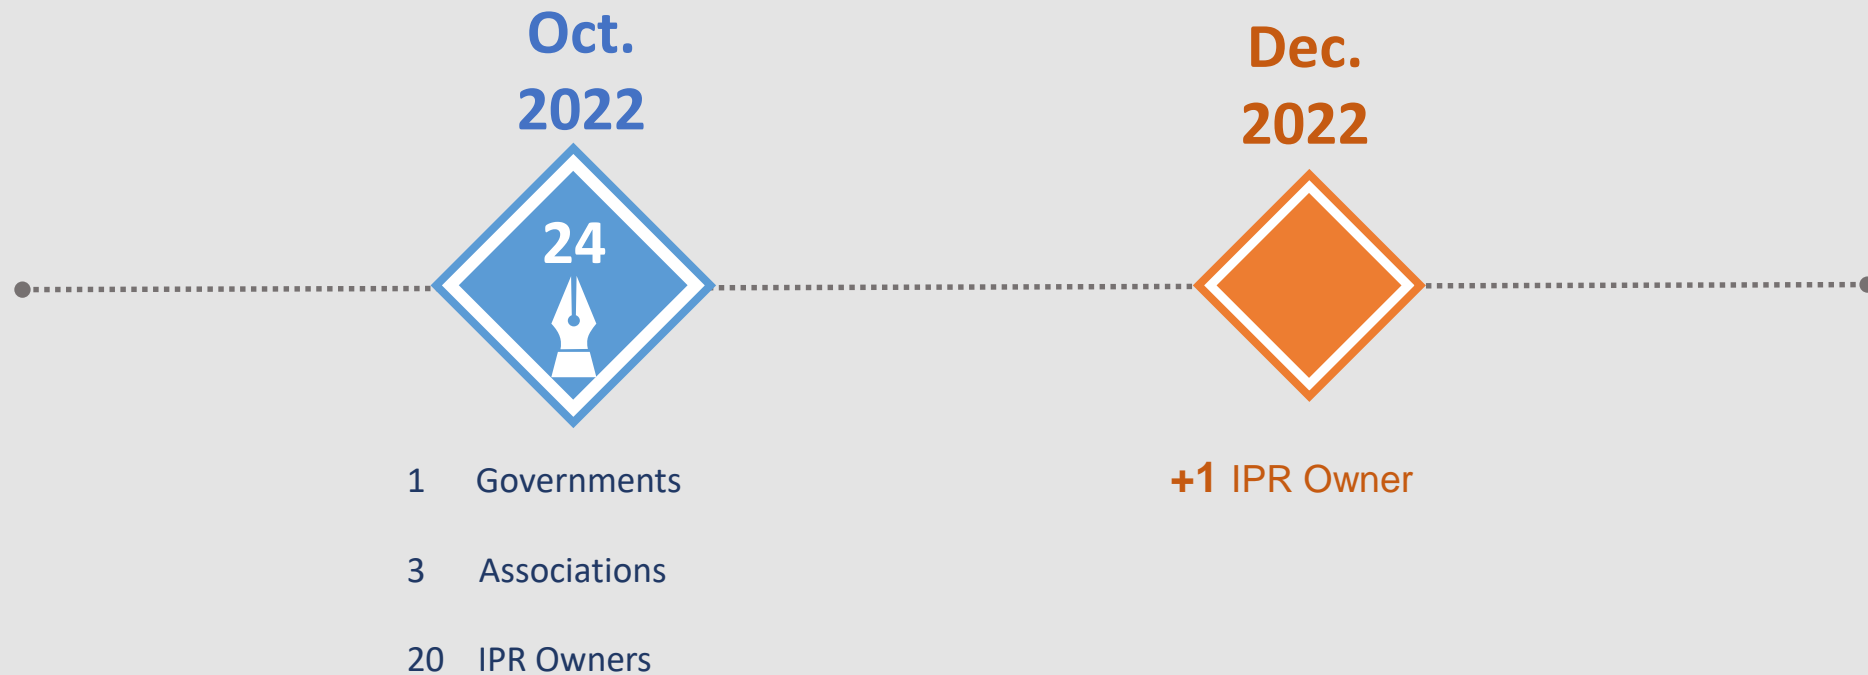 Oct.
2022
24
1 Governments
3 Associations
20 IPR Owners
Dec.
2022
+1 IPR Owner